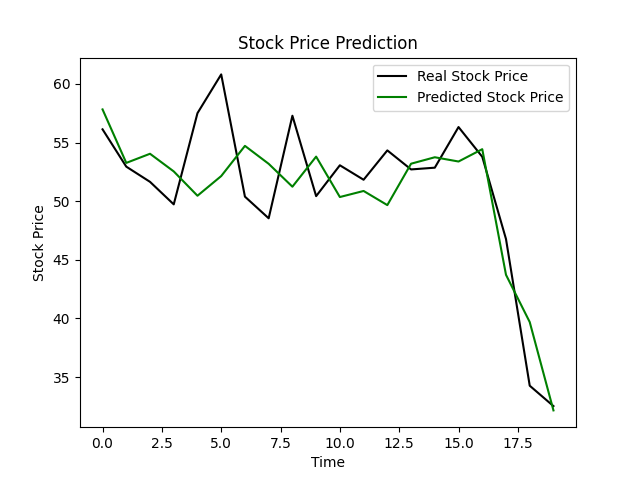 Stock Price Prediction
Real Stock Price
Predicted Stock Price
Stock Price
60
55
50
45
40
35
0.0 2.5 5.0 7.5 10.0 12.5 15.0 17.5
Time